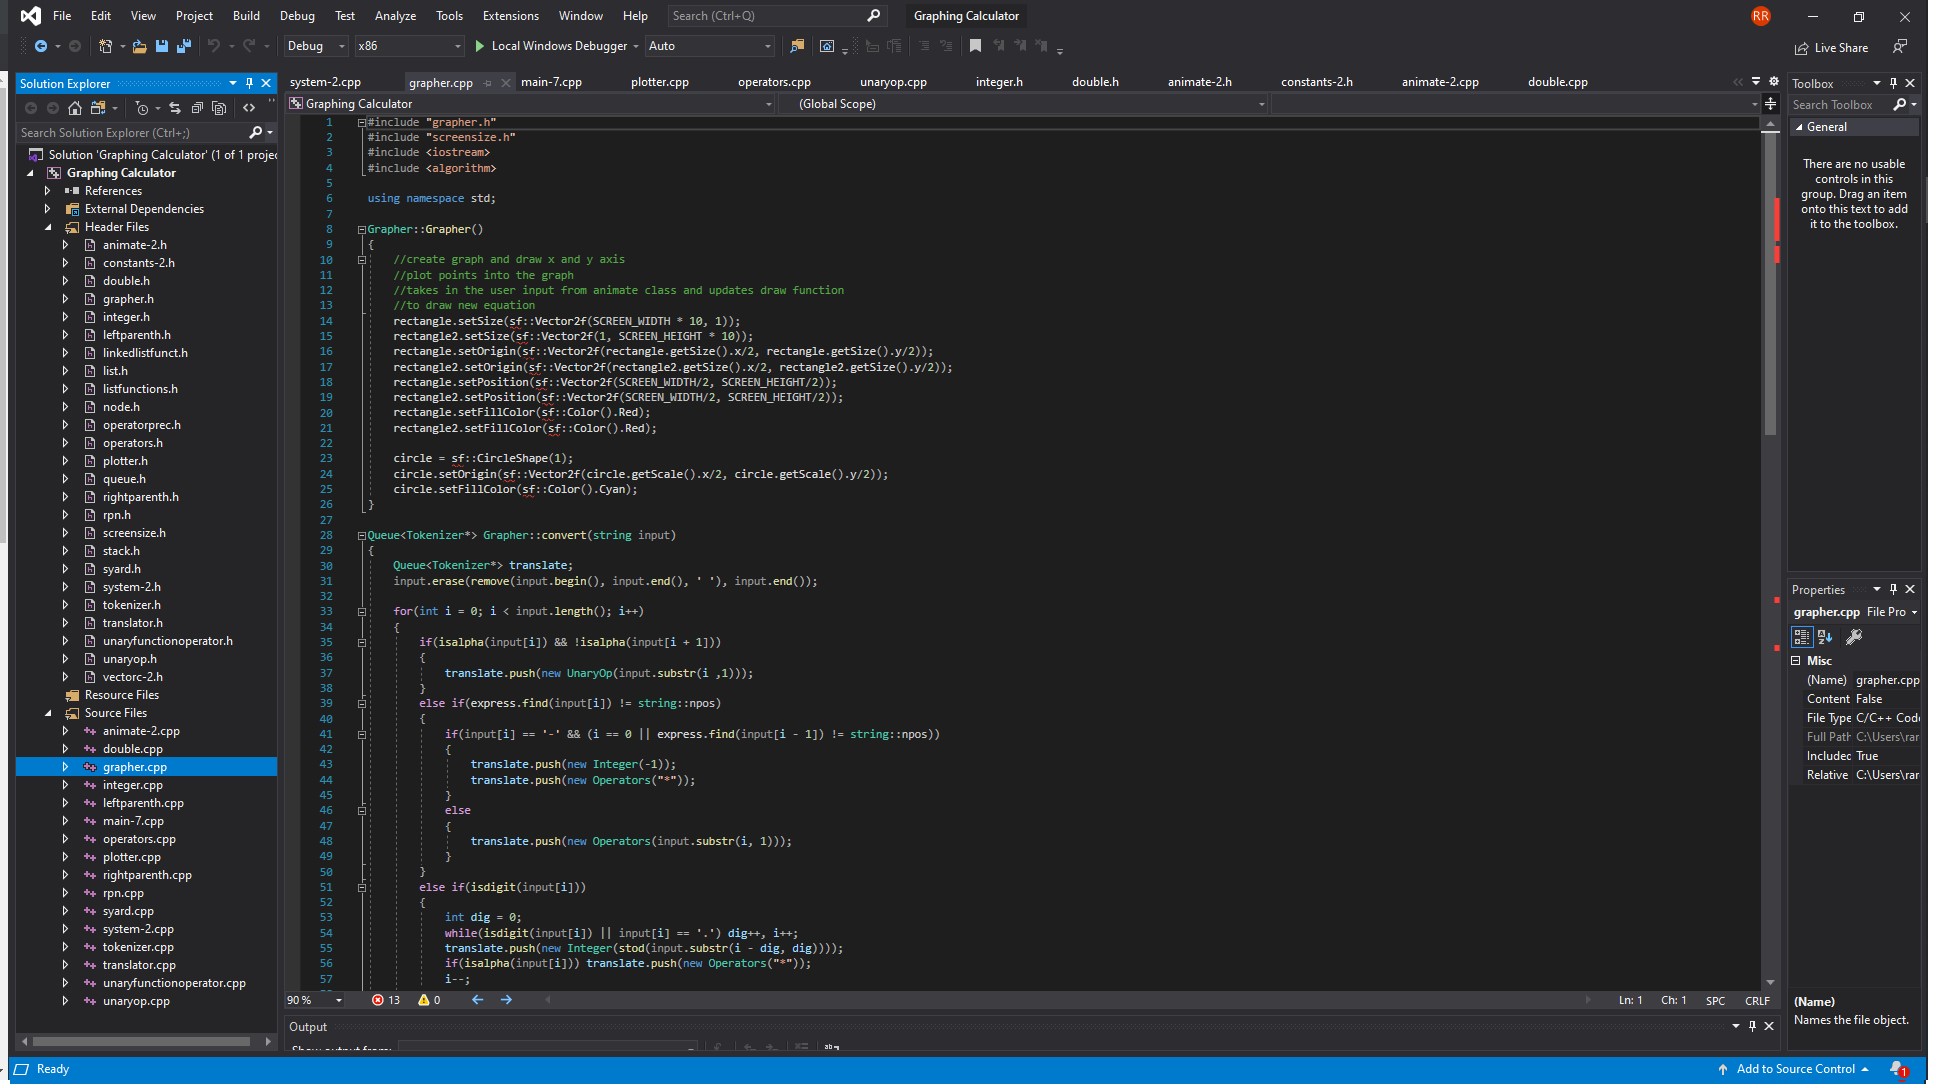 File Edit View Project Build Debug Test Analyze Tools Extensions Window Help Search (Ctrl+Q) Graphing Calculator RR
Debug x86 Local Windows Debugger Auto Live Share
Solution Explorer
Search Solution Explorer (Ctrl+;)
Solution 'Graphing Calculator' (1 of 1 projec
Graphing Calculator
References
External Dependencies
Header Files
animate-2.h
constants-2.h
double.h
grapher.h
integer.h
leftparenth.h
linkedlistfunct.h
list.h
listfunctions.h
node.h
operatorprec.h
operators.h
plotter.h
queue.h
rightparenth.h
rpn.h
screensize.h
stack.h
syard.h
system-2.h
tokenizer.h
translator.h
unaryfunctionoperator.h
unaryop.h
vectorc-2.h
Resource Files
Source Files
animate-2.cpp
double.cpp
grapher.cpp
integer.cpp
leftparenth.cpp
main-7.cpp
operators.cpp
plotter.cpp
rightparenth.cpp
rpn.cpp
syard.cpp
system-2.cpp
tokenizer.cpp
translator.cpp
unaryfunctionoperator.cpp
unaryop.cpp
system-2.cpp grapher.cpp main-7.cpp plotter.cpp operators.cpp unaryop.cpp integer.h double.h animate-2.h constants-2.h animate-2.cpp double.cpp
Graphing Calculator (Global Scope)
1 #include "grapher.h"
2 #include "screensize.h"
3 #include <iostream>
4 #include <algorithm>
5
6 using namespace std;
7
8 Grapher::Grapher()
9 {
10 //create graph and draw x and y axis
11 //plot points into the graph
12 //takes in the user input from animate class and updates draw function
13 //to draw new equation
14 rectangle.setSize(sf::Vector2f(SCREEN_WIDTH * 10, 1));
15 rectangle2.setSize(sf::Vector2f(1, SCREEN_HEIGHT * 10));
16 rectangle.setOrigin(sf::Vector2f(rectangle.getSize().x/2, rectangle.getSize().y/2));
17 rectangle2.setOrigin(sf::Vector2f(rectangle2.getSize().x/2, rectangle2.getSize().y/2));
18 rectangle.setPosition(sf::Vector2f(SCREEN_WIDTH/2, SCREEN_HEIGHT/2));
19 rectangle2.setPosition(sf::Vector2f(SCREEN_WIDTH/2, SCREEN_HEIGHT/2));
20 rectangle.setFillColor(sf::Color().Red);
21 rectangle2.setFillColor(sf::Color().Red);
22
23 circle = sf::CircleShape(1);
24 circle.setOrigin(sf::Vector2f(circle.getScale().x/2, circle.getScale().y/2));
25 circle.setFillColor(sf::Color().Cyan);
26 }
27
28 Queue<Tokenizer*> Grapher::convert(string input)
29 {
30 Queue<Tokenizer*> translate;
31 input.erase(remove(input.begin(), input.end(), ' '), input.end());
32
33 for(int i = 0; i < input.length(); i++)
34 {
35 if(isalpha(input[i]) && !isalpha(input[i + 1]))
36 {
37 translate.push(new UnaryOp(input.substr(i ,1)));
38 }
39 else if(express.find(input[i]) != string::npos)
40 {
41 if(input[i] == '-' && (i == 0 || express.find(input[i - 1]) != string::npos))
42 {
43 translate.push(new Integer(-1));
44 translate.push(new Operators("*"));
45 }
46 else
47 {
48 translate.push(new Operators(input.substr(i, 1)));
49 }
50 }
51 else if(isdigit(input[i]))
52 {
53 int dig = 0;
54 while(isdigit(input[i]) || input[i] == '.') dig++, i++;
55 translate.push(new Integer(stod(input.substr(i - dig, dig))));
56 if(isalpha(input[i])) translate.push(new Operators("*"));
57 i--;
90 % 13 0 Ln: 1 Ch: 1 SPC CRLF
Output
Toolbox
Search Toolbox
General
There are no usable
controls in this
group. Drag an item
onto this text to add
it to the toolbox.
Properties
grapher.cpp File Pro
Misc
(Name) grapher.cpp
Content False
File Type C/C++ Code
Full Path C:\Users\rar
Included True
Relative C:\Users\rar
(Name)
Names the file object.
Ready Add to Source Control 1